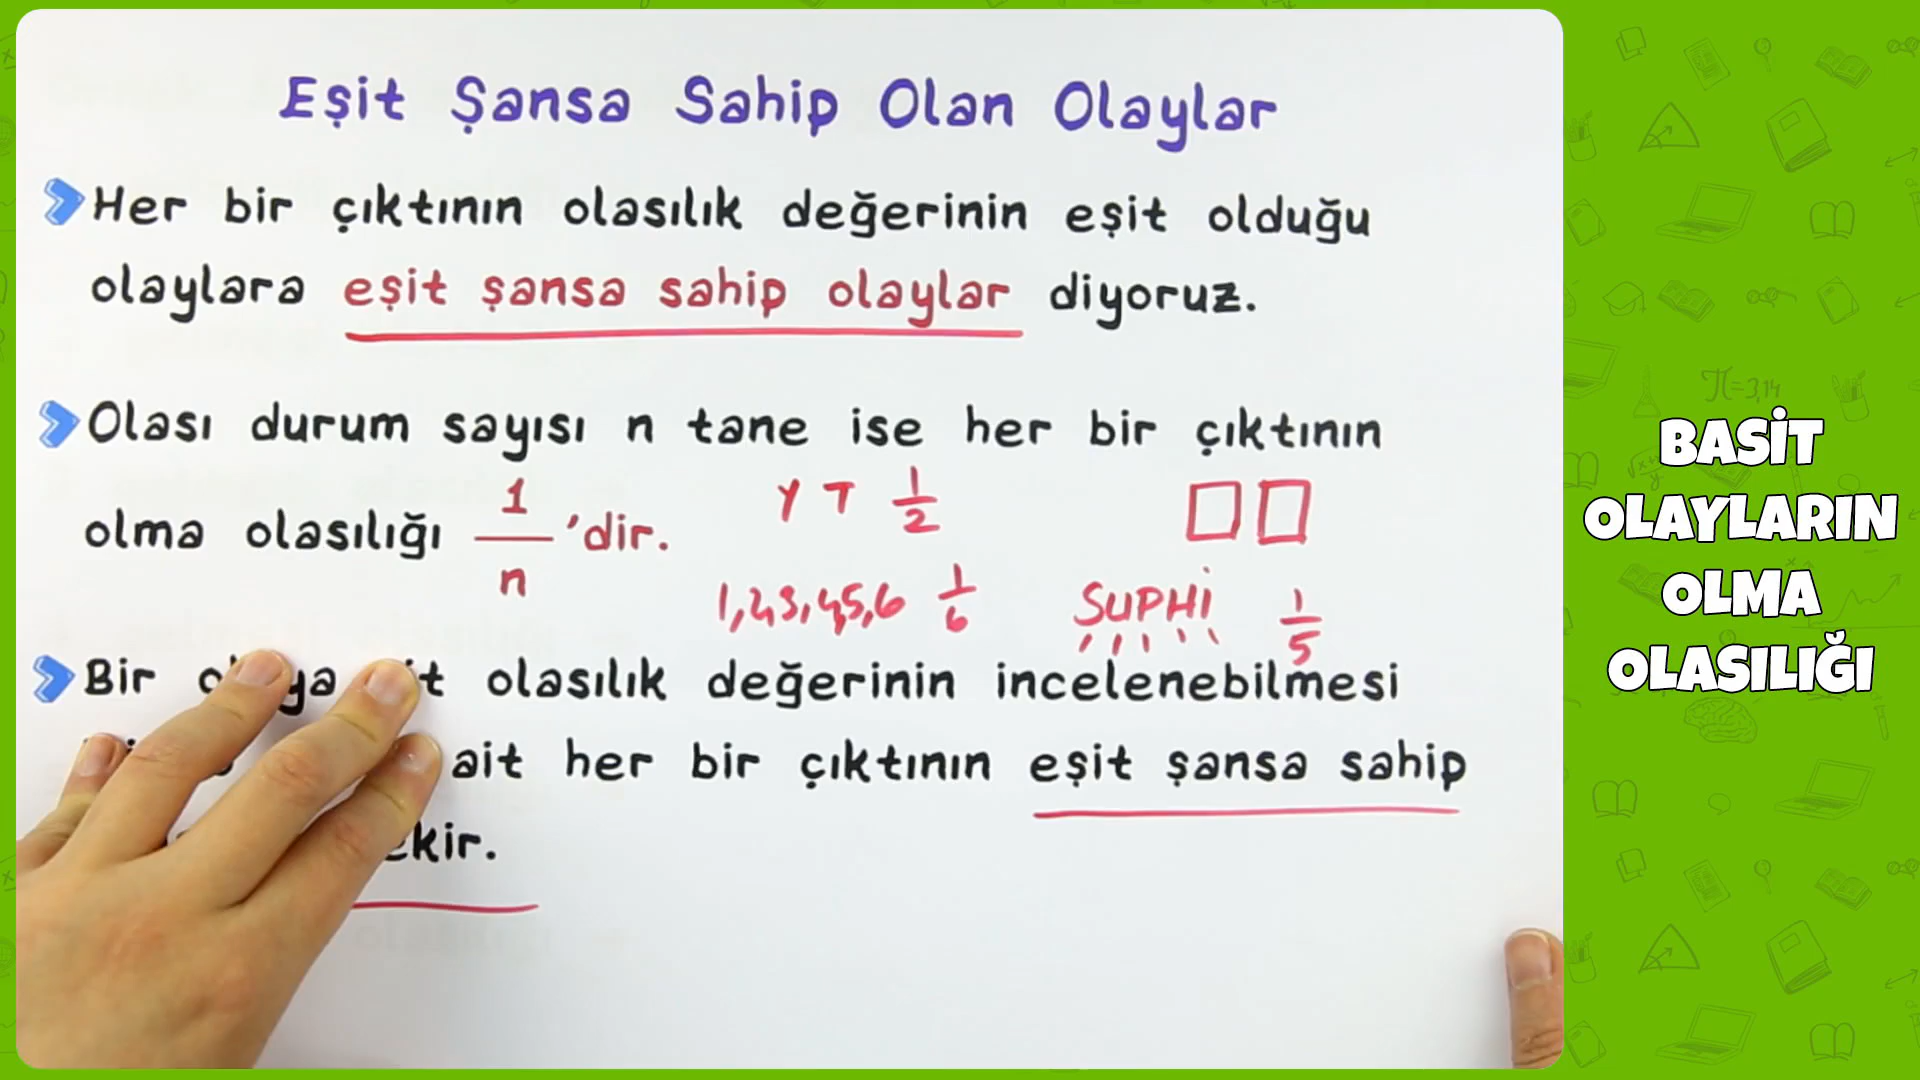 Eşit Şansa Sahip Olan Olaylar
Her bir çıktının olasılık değerinin eşit olduğu
olaylara eşit şansa sahip olaylar diyoruz.
Olası durum sayısı n tane ise her bir çıktının
olma olasılığı 1/n 'dir.
Y T 1/2
1,2,3,4,5,6 1/6
SUPHİ 1/5
Bir olasılık değerinin incelenebilmesi
ait her bir çıktının eşit şansa sahip
BASİT
OLAYLARIN
OLMA
OLASILIĞI
π=3,14